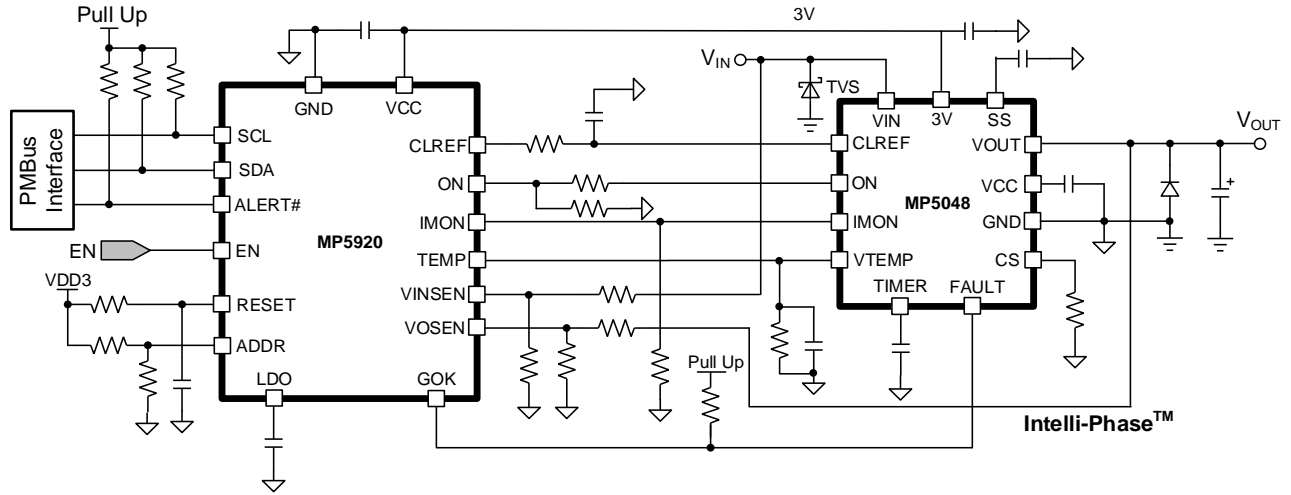 Pull Up
3V
VIN
TVS
GND
VCC
VIN
3V
SS
PMBus
Interface
SCL
SDA
ALERT#
CLREF
ON
IMON
TEMP
VINSEN
VOSEN
MP5920
EN
EN
VDD3
RESET
ADDR
LDO
GOK
CLREF
ON
IMON
VTEMP
MP5048
VOUT
VCC
GND
CS
TIMER
FAULT
VOUT
Pull Up
Intelli-Phase™